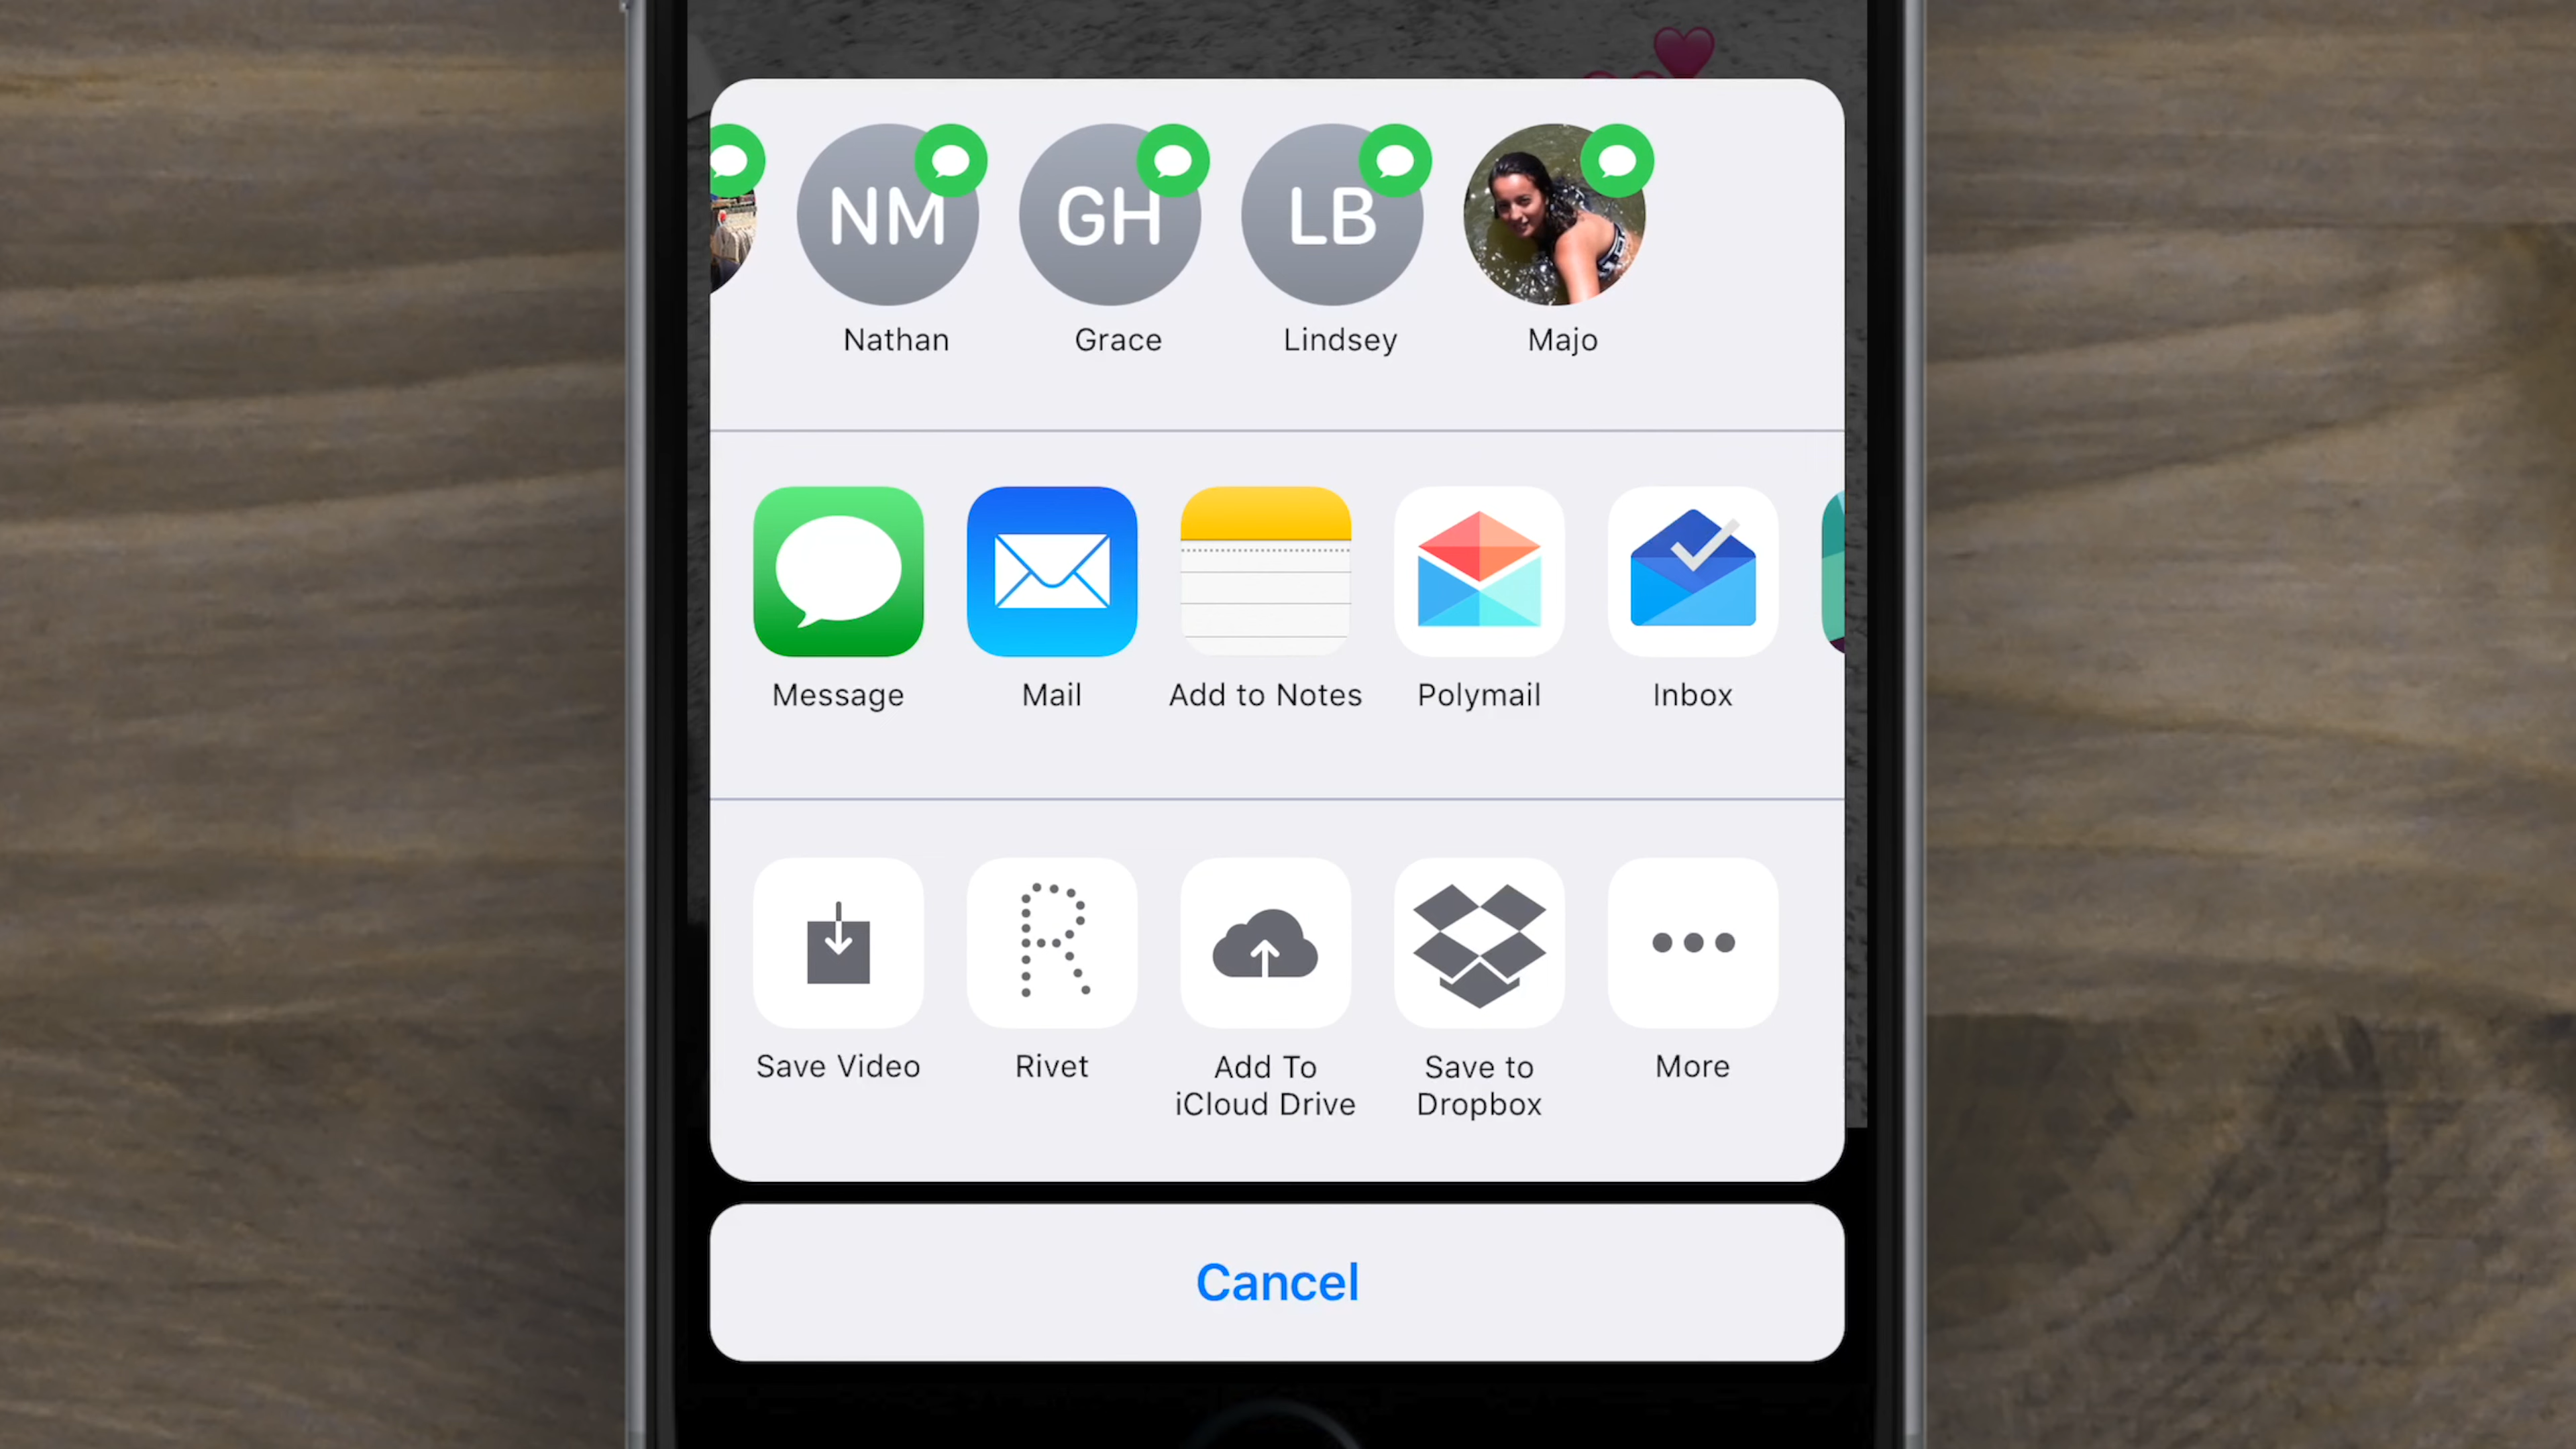 NM GH LB
Nathan Grace Lindsey Majo
Message Mail Add to Notes Polymail Inbox
Save Video Rivet Add To Save to More
iCloud Drive Dropbox
Cancel